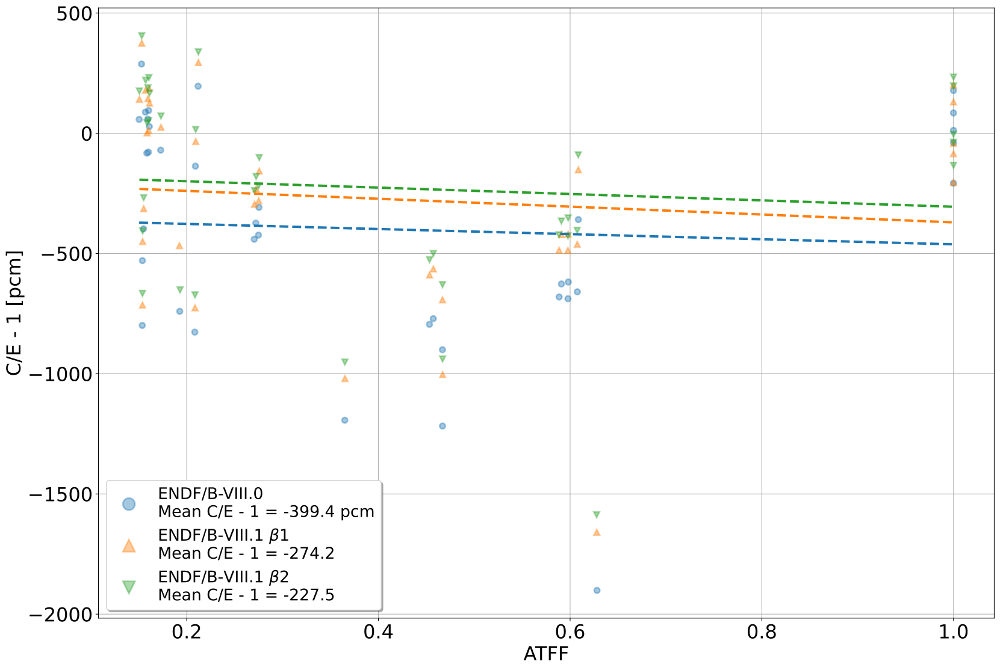 500
0
−500
−1000
−1500
−2000
C/E - 1 [pcm]
ENDF/B-VIII.0
Mean C/E - 1 = -399.4 pcm
ENDF/B-VIII.1 β1
Mean C/E - 1 = -274.2
ENDF/B-VIII.1 β2
Mean C/E - 1 = -227.5
0.2 0.4 0.6 0.8 1.0
ATFF